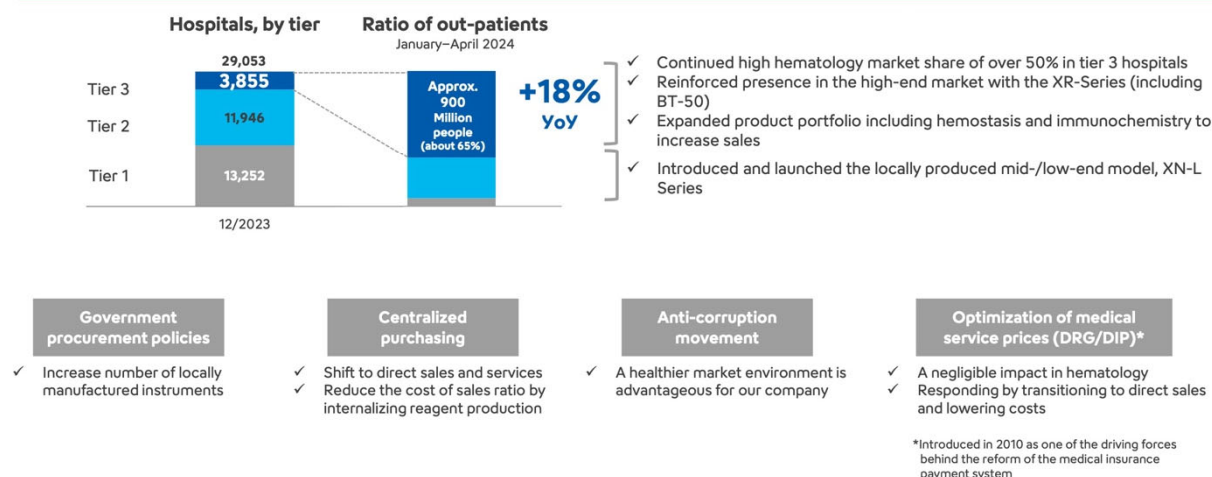 Hospitals, by tier
Ratio of out-patients
January–April 2024
29,053
Tier 3
3,855
Tier 2
11,946
Tier 1
13,252
12/2023
Approx.
900
Million
people
(about 65%)
+18%
YoY
✓ Continued high hematology market share of over 50% in tier 3 hospitals
✓ Reinforced presence in the high-end market with the XR-Series (including
BT-50)
✓ Expanded product portfolio including hemostasis and immunochemistry to
increase sales
✓ Introduced and launched the locally produced mid-/low-end model, XN-L
Series
Government
procurement policies
✓ Increase number of locally
manufactured instruments
Centralized
purchasing
✓ Shift to direct sales and services
✓ Reduce the cost of sales ratio by
internalizing reagent production
Anti-corruption
movement
✓ A healthier market environment is
advantageous for our company
Optimization of medical
service prices (DRG/DIP)*
✓ A negligible impact in hematology
✓ Responding by transitioning to direct sales
and lowering costs
*Introduced in 2010 as one of the driving forces
behind the reform of the medical insurance
payment system